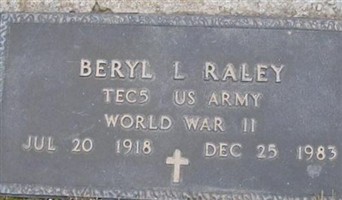 BERYL L RALEY
TEC5 US ARMY
WORLD WAR II
JUL 20 1918 DEC 25 1983